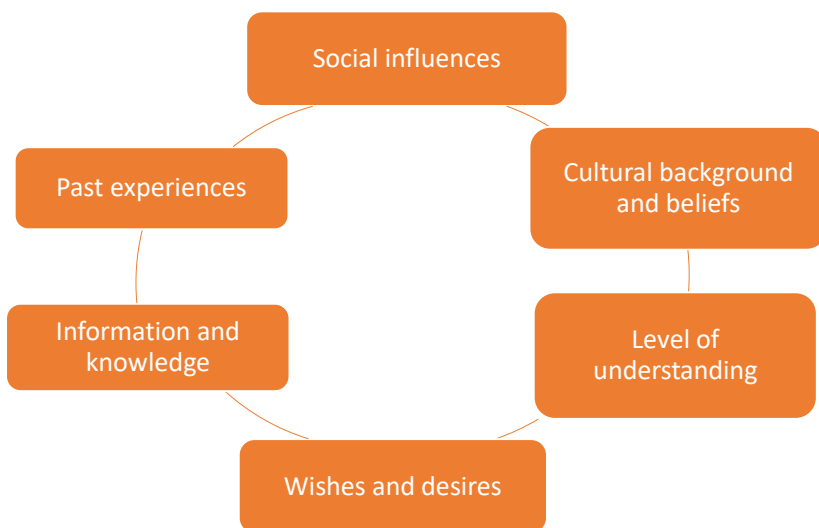 Social influences
Cultural background
and beliefs
Level of
understanding
Wishes and desires
Information and
knowledge
Past experiences